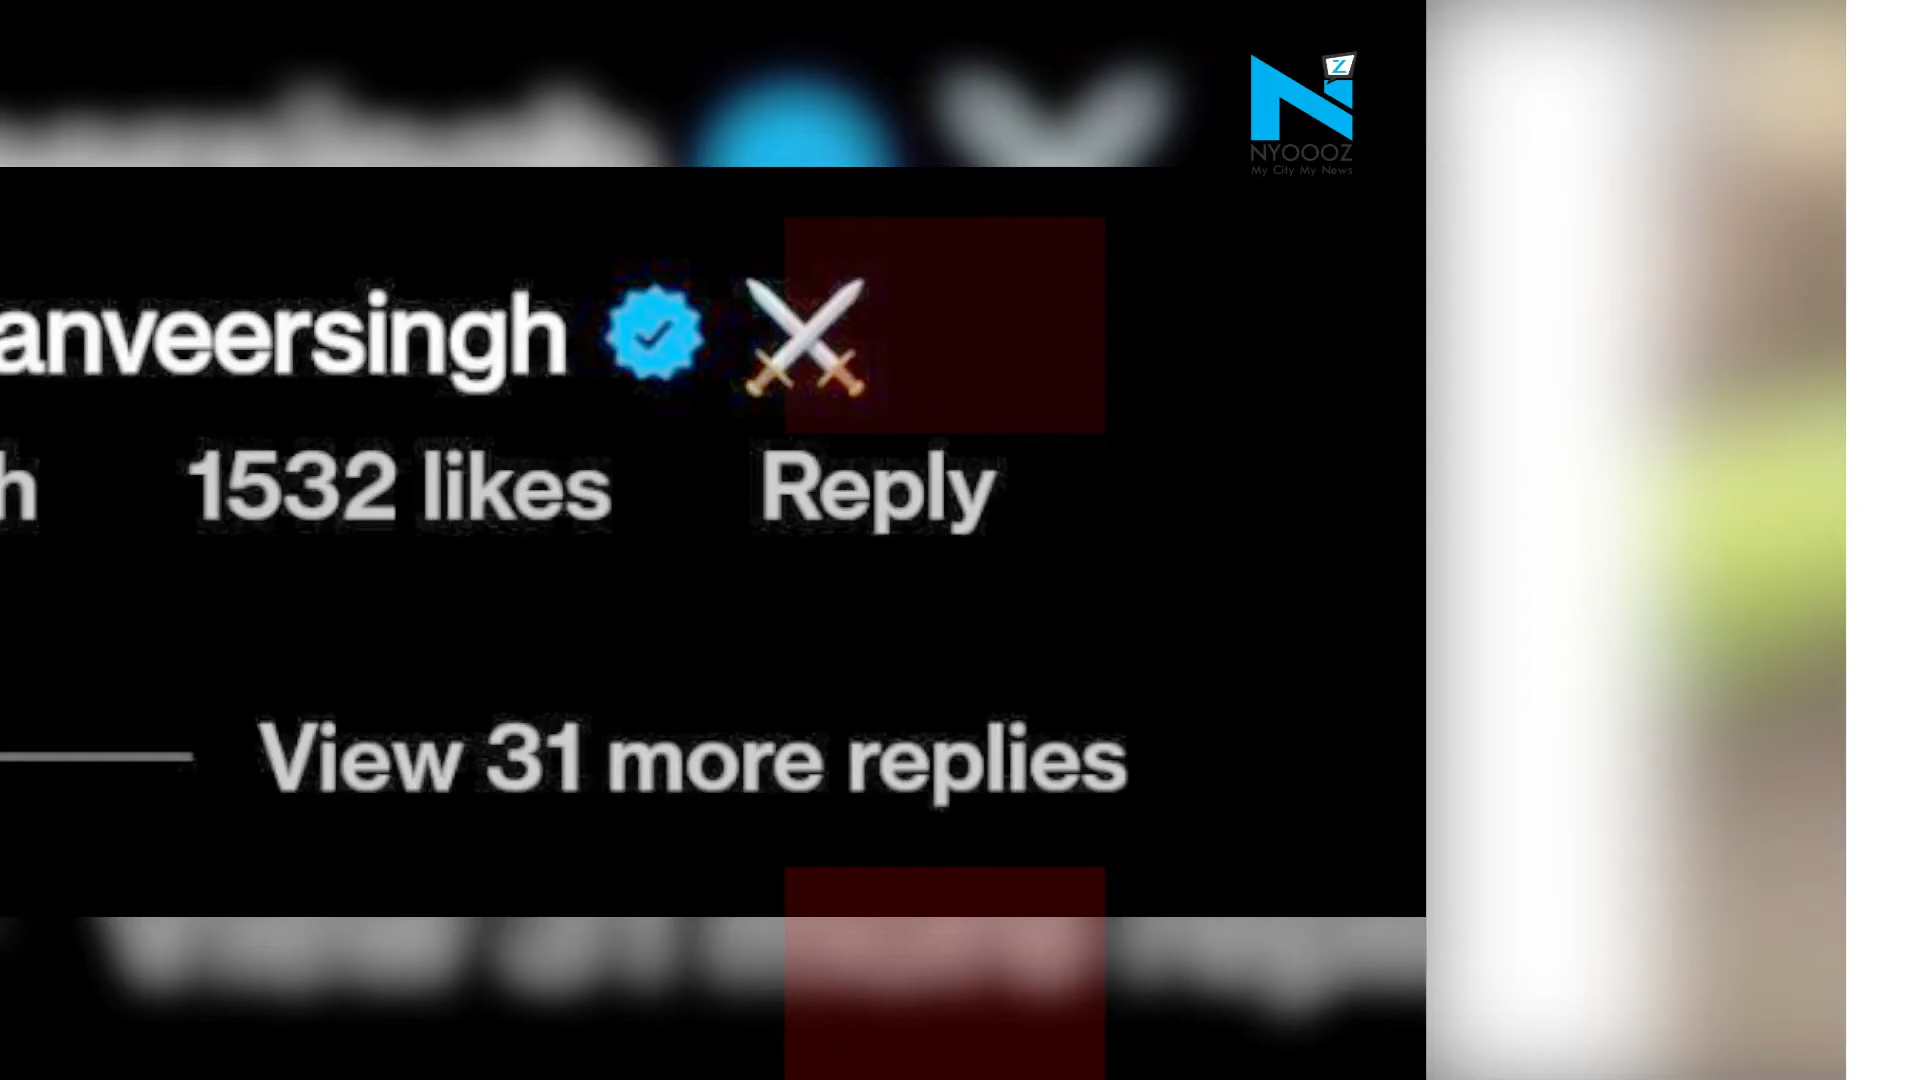 Z
NYOOOZ
My City My News
anveersingh ⚔️
h 1532 likes Reply
View 31 more replies